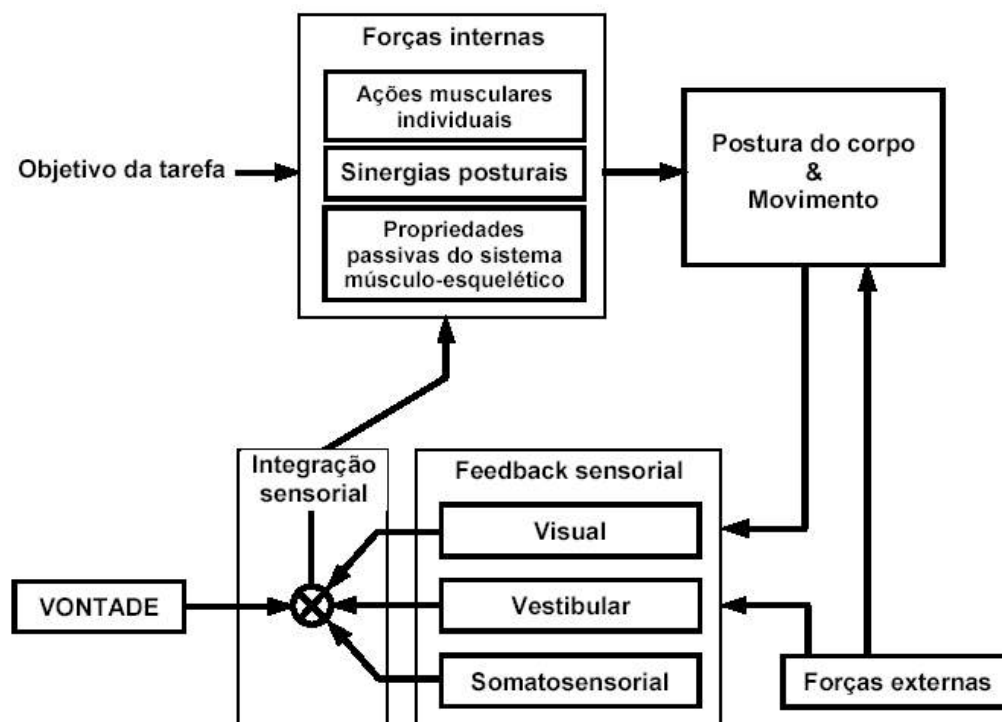 Forças internas
Ações musculares
individuais
Sinergias posturais
Propriedades
passivas do sistema
músculo-esquelético
Objetivo da tarefa
Postura do corpo
&
Movimento
Integração
sensorial
Feedback sensorial
Visual
Vestibular
Somatosensorial
VONTADE
Forças externas